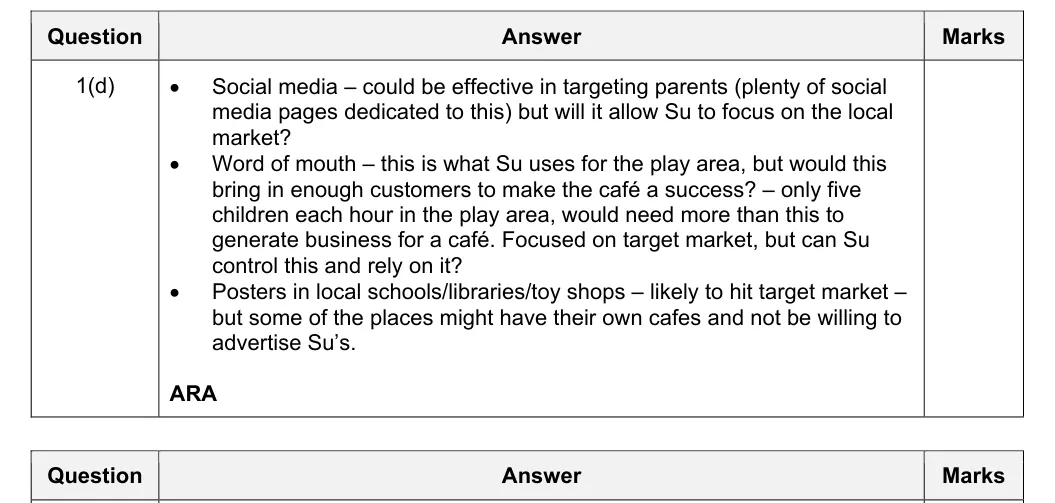 Question Answer Marks
1(d) • Social media – could be effective in targeting parents (plenty of social
media pages dedicated to this) but will it allow Su to focus on the local
market?
• Word of mouth – this is what Su uses for the play area, but would this
bring in enough customers to make the café a success? – only five
children each hour in the play area, would need more than this to
generate business for a café. Focused on target market, but can Su
control this and rely on it?
• Posters in local schools/libraries/toy shops – likely to hit target market –
but some of the places might have their own cafes and not be willing to
advertise Su’s.
ARA
Question Answer Marks